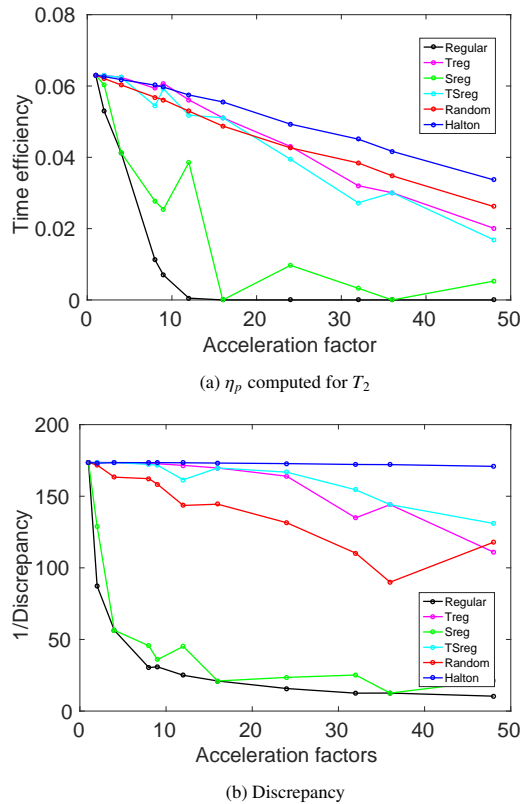 0.08
0.06
0.04
0.02
0
Time efficiency
Regular
Treg
Sreg
TSreg
Random
Halton
0 10 20 30 40 50
Acceleration factor
(a) ηp computed for T2
200
150
100
50
0
1/Discrepancy
Regular
Treg
Sreg
TSreg
Random
Halton
0 10 20 30 40 50
Acceleration factors
(b) Discrepancy